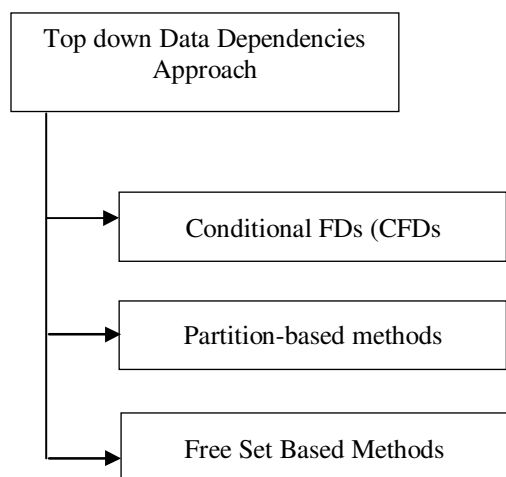 Top down Data Dependencies
Approach
Conditional FDs (CFDs
Partition-based methods
Free Set Based Methods